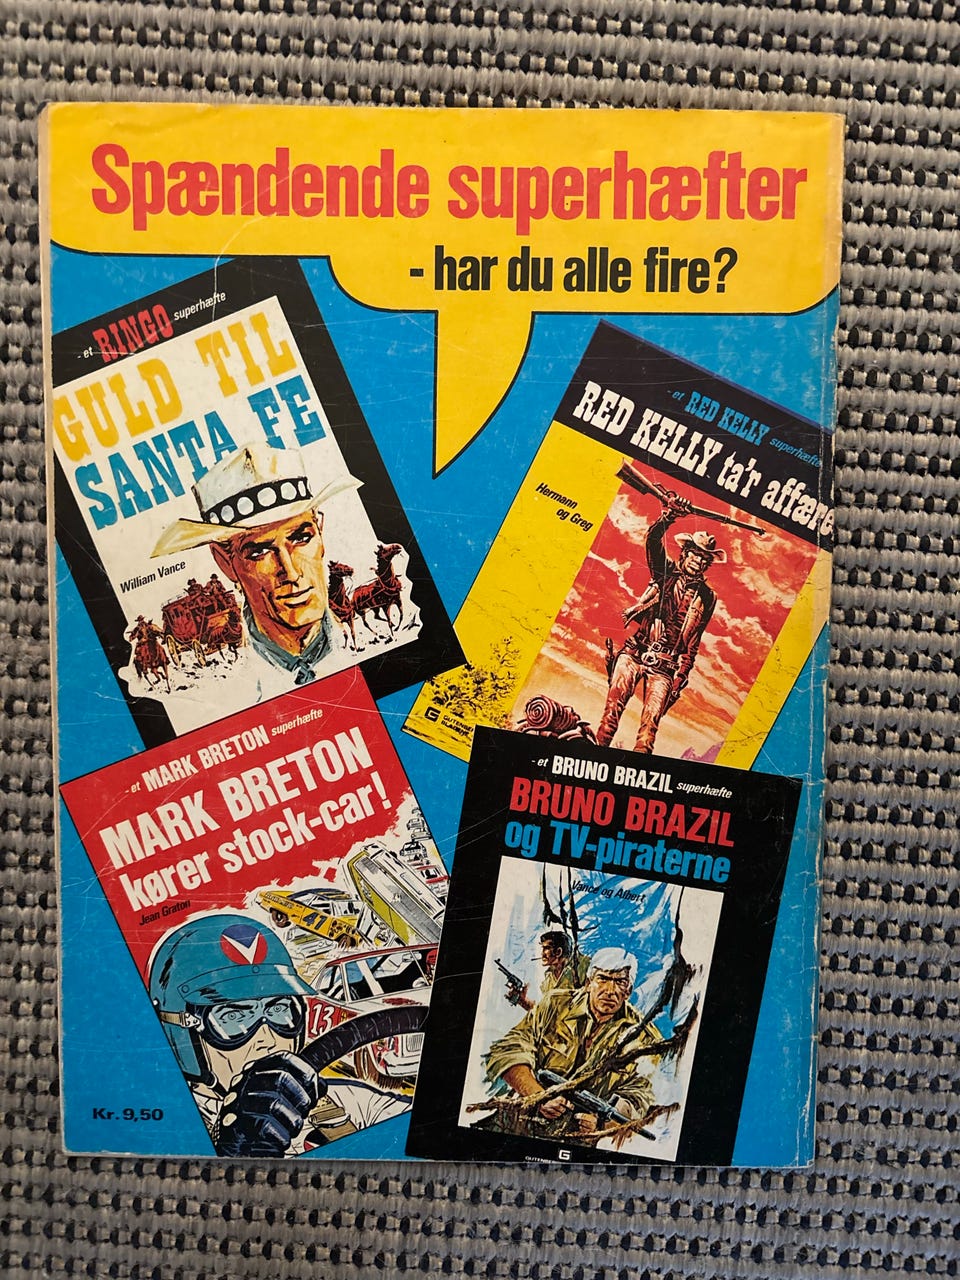 Spændende superhæfter
- har du alle fire?
- et RINGO superhæfte
GULD TIL
SANTA FE
William Vance
- et RED KELLY superhæfte
RED KELLY ta'r affære
Hermann
og Greg
G
- et MARK BRETON superhæfte
MARK BRETON
kører stock-car!
Jean Graton
41
13
- et BRUNO BRAZIL superhæfte
BRUNO BRAZIL
og TV-piraterne
Vance og Albert
G
Kr. 9,50